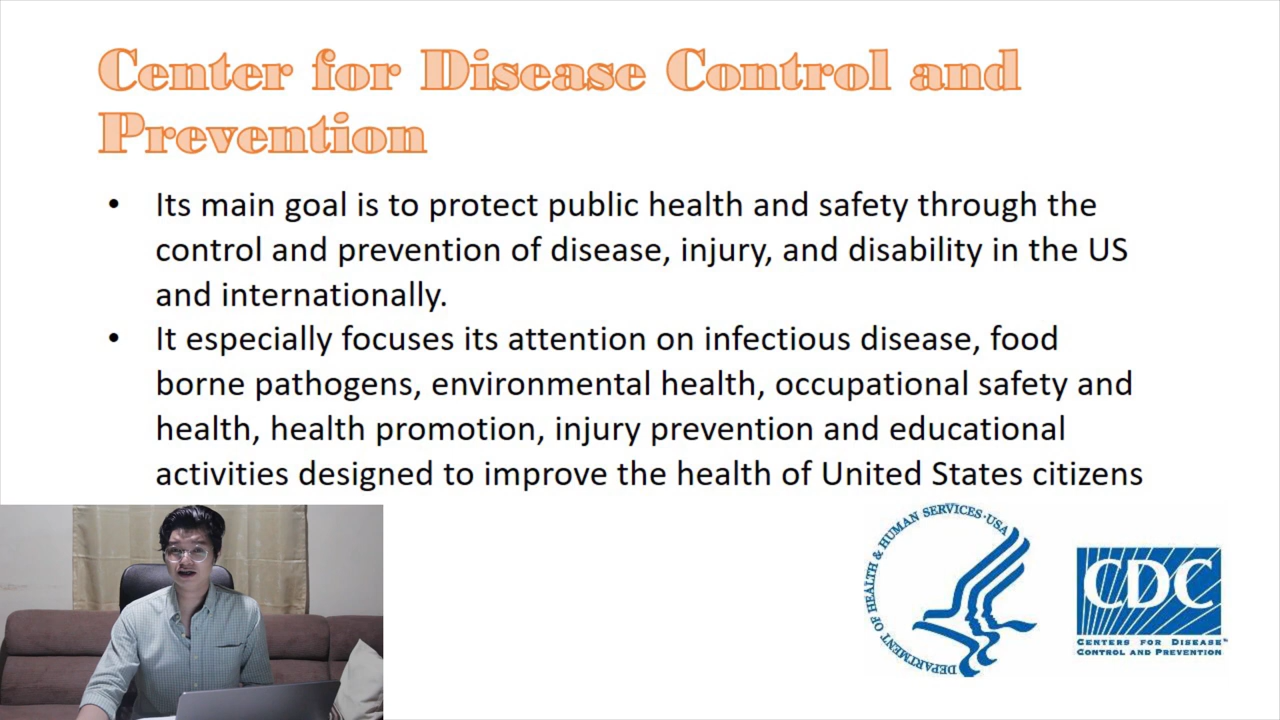 Center for Disease Control and
Prevention
• Its main goal is to protect public health and safety through the
control and prevention of disease, injury, and disability in the US
and internationally.
• It especially focuses its attention on infectious disease, food
borne pathogens, environmental health, occupational safety and
health, health promotion, injury prevention and educational
activities designed to improve the health of United States citizens
DEPARTMENT OF HEALTH & HUMAN SERVICES·USA
CDC
CENTERS FOR DISEASE™
CONTROL AND PREVENTION